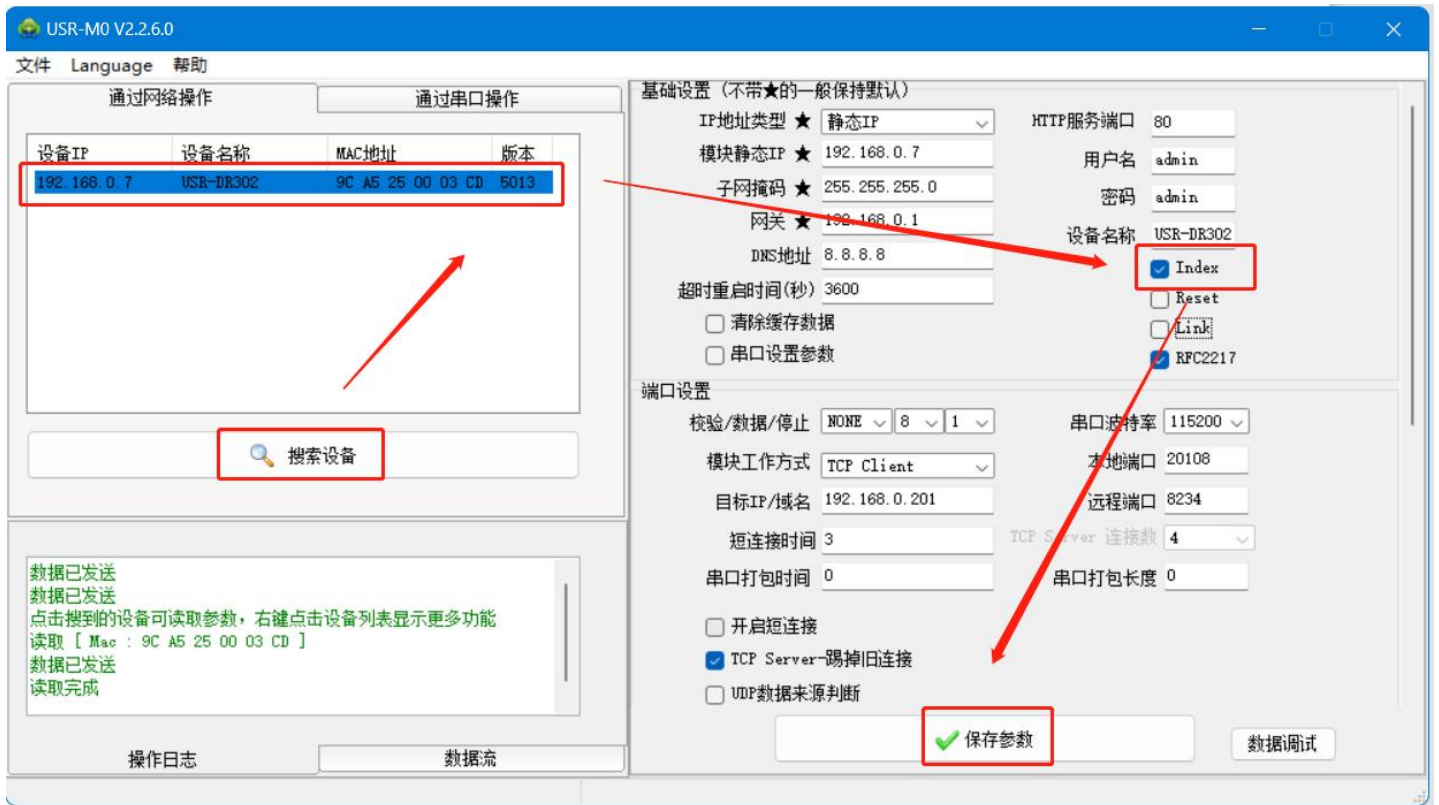 USR-M0 V2.2.6.0
文件 Language 帮助
通过网络操作 通过串口操作
设备IP 设备名称 MAC地址 版本
192.168.0.7 USR-DR302 9C A5 25 00 03 CD 5013
搜索设备
数据已发送
数据已发送
点击搜到的设备可读取参数，右键点击设备列表显示更多功能
读取 [ Mac : 9C A5 25 00 03 CD ]
数据已发送
读取完成
操作日志 数据流
基础设置（不带★的一般保持默认）
IP地址类型 ★ 静态IP HTTP服务端口 80
模块静态IP ★ 192.168.0.7 用户名 admin
子网掩码 ★ 255.255.255.0 密码 admin
网关 ★ 192.168.0.1 设备名称 USR-DR302
DNS地址 8.8.8.8 Index
超时重启时间(秒) 3600 Reset
清除缓存数据 Link
串口设置参数 RFC2217
端口设置
校验/数据/停止 NONE 8 1 串口波特率 115200
模块工作方式 TCP Client 本地端口 20108
目标IP/域名 192.168.0.201 远程端口 8234
短连接时间 3 TCP Server 连接数 4
串口打包时间 0 串口打包长度 0
开启短连接
TCP Server-踢掉旧连接
UDP数据来源判断
保存参数 数据调试